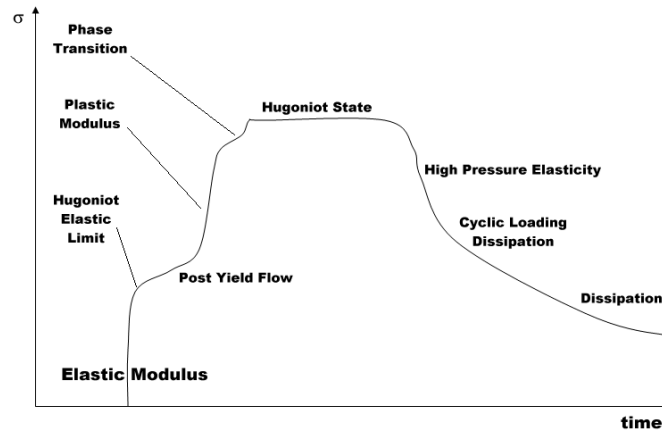 σ
Phase
Transition
Plastic
Modulus
Hugoniot State
High Pressure Elasticity
Hugoniot
Elastic
Limit
Cyclic Loading
Dissipation
Post Yield Flow
Dissipation
Elastic Modulus
time